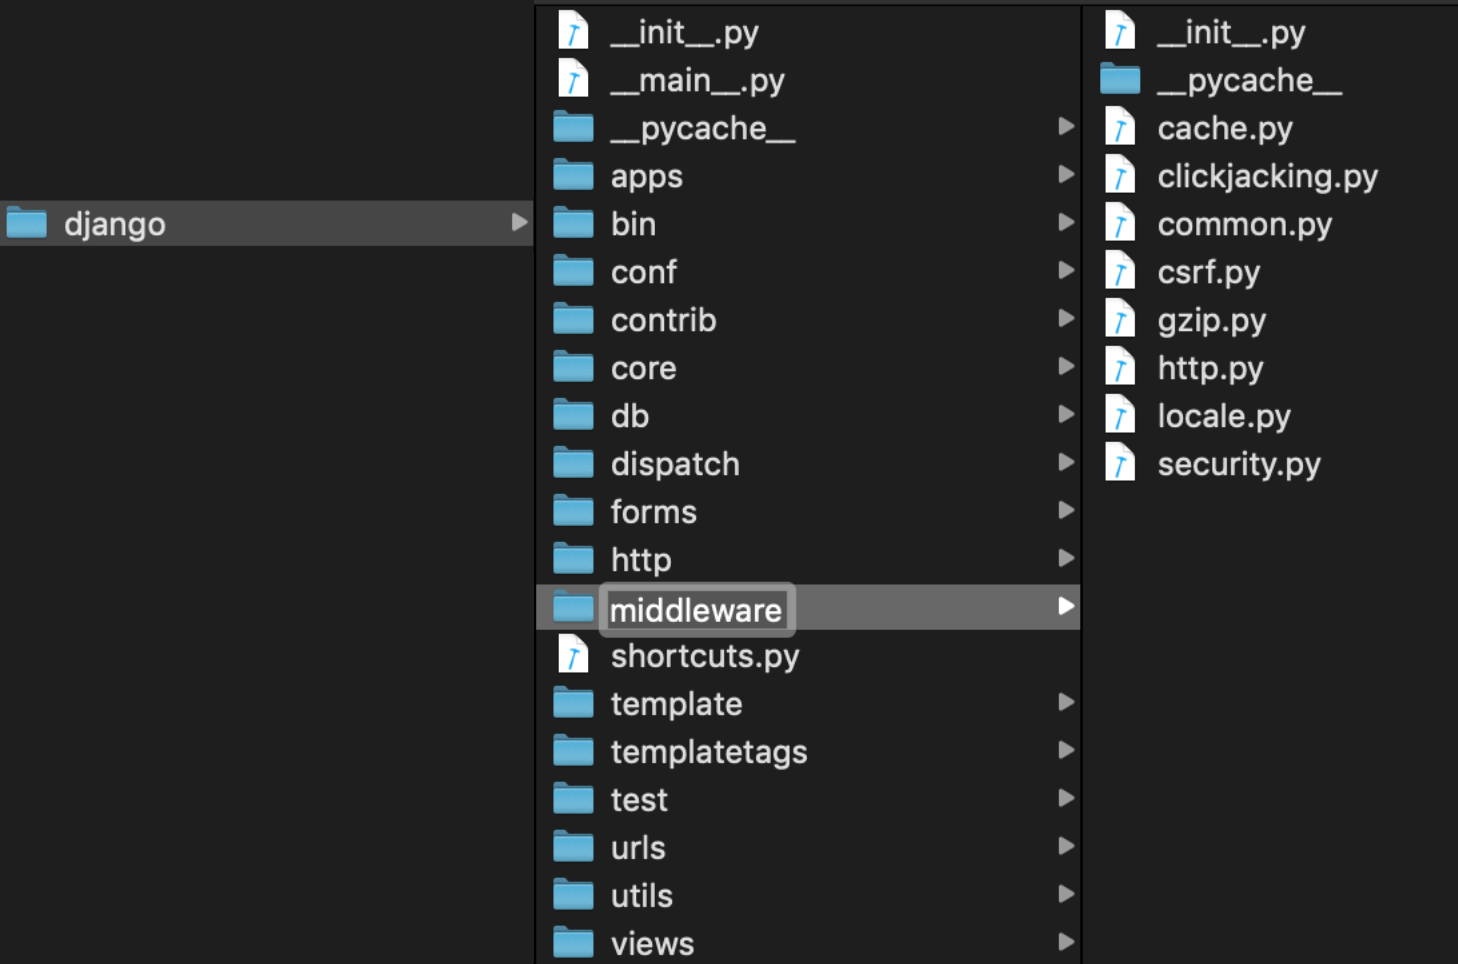 django
__init__.py
__main__.py
__pycache__
apps
bin
conf
contrib
core
db
dispatch
forms
http
middleware
shortcuts.py
template
templatetags
test
urls
utils
views
__init__.py
__pycache__
cache.py
clickjacking.py
common.py
csrf.py
gzip.py
http.py
locale.py
security.py